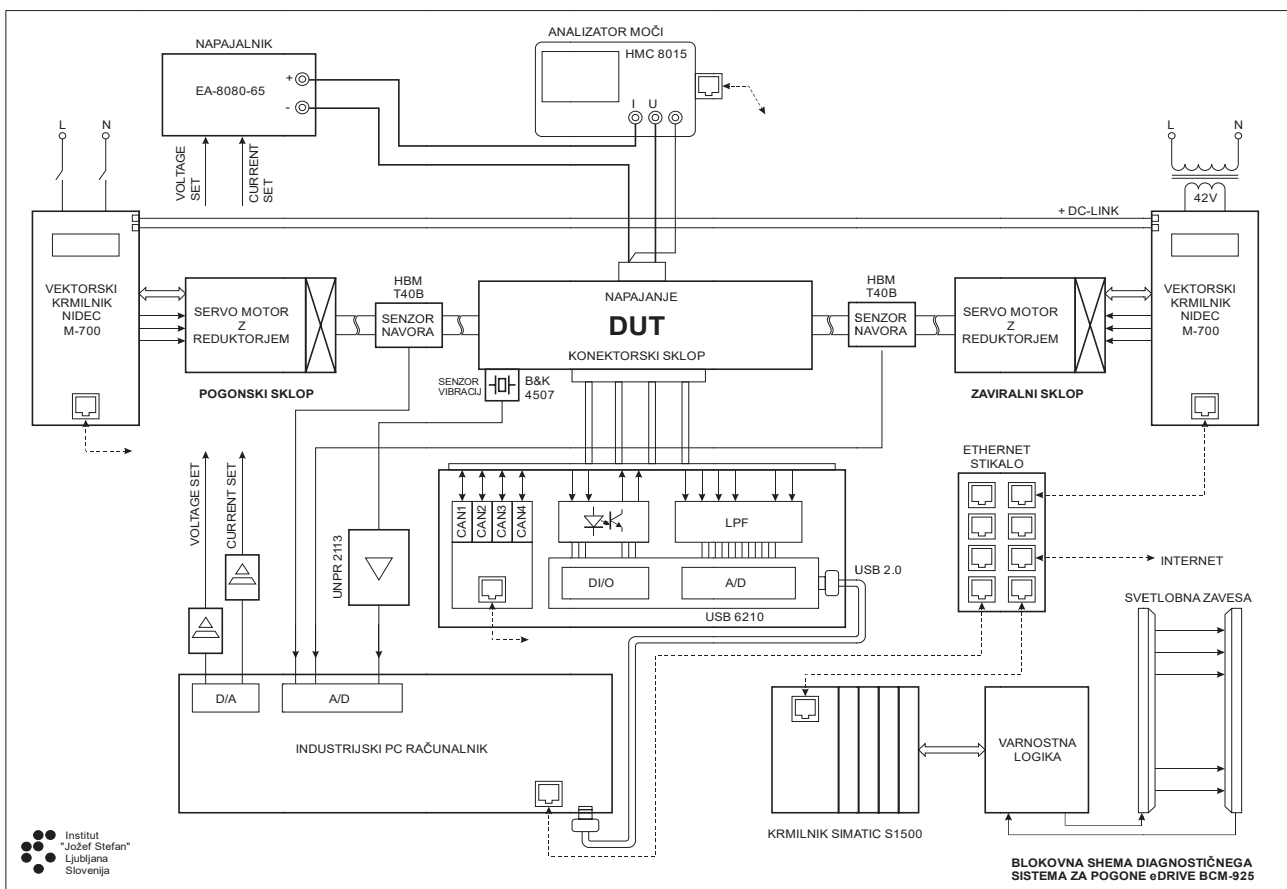 NAPAJALNIK
EA-8080-65
+
-
VOLTAGE
SET
CURRENT
SET
ANALIZATOR MOČI
HMC 8015
I U
L N
L N
42V
+ DC-LINK
VEKTORSKI
KRMILNIK
NIDEC
M-700
SERVO MOTOR
Z
REDUKTORJEM
POGONSKI SKLOP
HBM
T40B
SENZOR
NAVORA
NAPAJANJE
DUT
KONEKTORSKI SKLOP
HBM
T40B
SENZOR
NAVORA
SERVO MOTOR
Z
REDUKTORJEM
ZAVIRALNI SKLOP
VEKTORSKI
KRMILNIK
NIDEC
M-700
SENZOR
VIBRACIJ
B&K
4507
VOLTAGE SET
CURRENT SET
UNPR 2113
CAN1
CAN2
CAN3
CAN4
LPF
DI/O
A/D
USB 6210
USB 2.0
ETHERNET
STIKALO
INTERNET
SVETLOBNA ZAVESA
D/A
A/D
INDUSTRIJSKI PC RAČUNALNIK
KRMILNIK SIMATIC S1500
VARNOSTNA
LOGIKA
Institut
"Jožef Stefan"
Ljubljana
Slovenija
BLOKOVNA SHEMA DIAGNOSTIČNEGA
SISTEMA ZA POGONE eDRIVE BCM-925